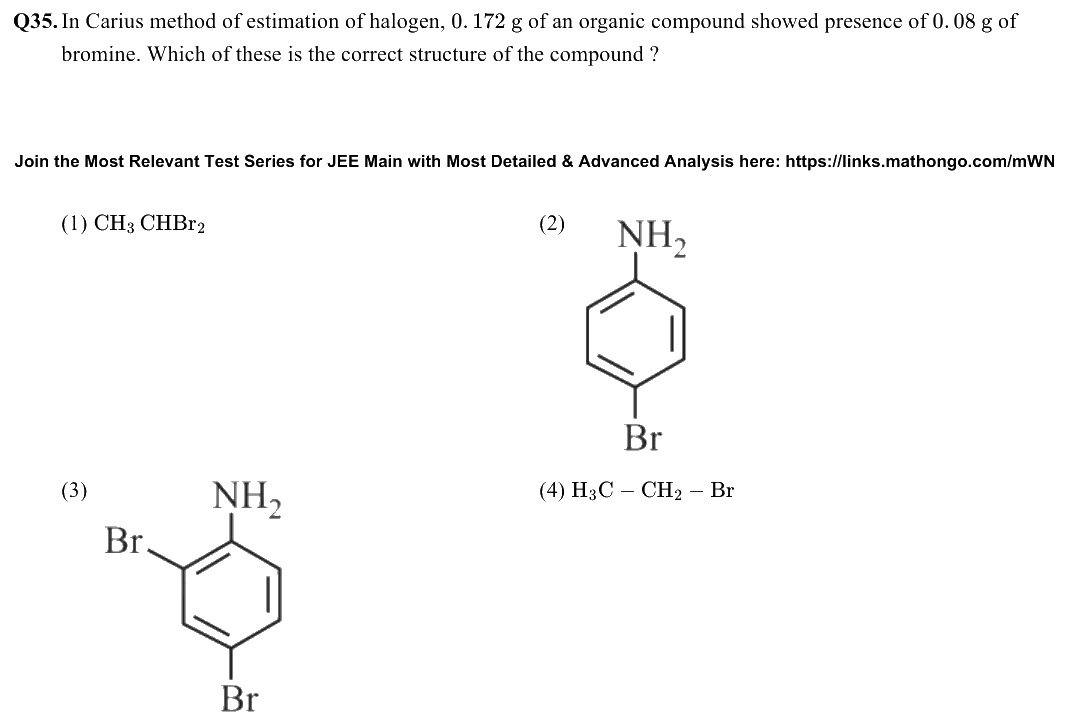 Q35. In Carius method of estimation of halogen, 0. 172 g of an organic compound showed presence of 0. 08 g of
bromine. Which of these is the correct structure of the compound ?
Join the Most Relevant Test Series for JEE Main with Most Detailed & Advanced Analysis here: https://links.mathongo.com/mWN
(1) CH₃ CHBr₂
(2)
NH₂
Br
(3)
NH₂
Br
Br
(4) H₃C – CH₂ – Br